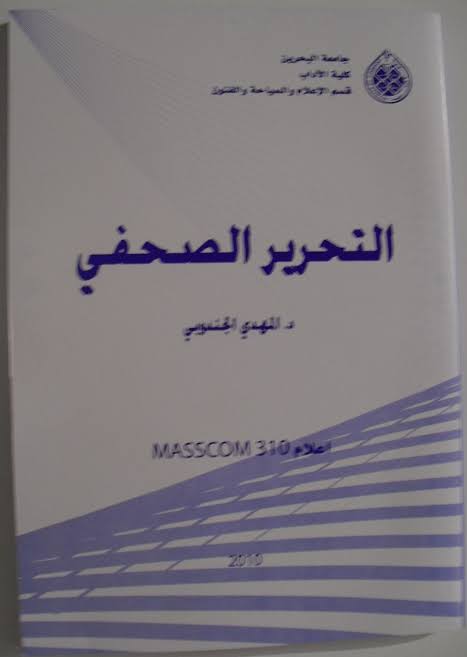 جامعة البحرين
كلية الآداب
قسم الإعلام والسياحة والفنون
التحرير الصحفي
د. المهدي الجندوبي
اعلام MASSCOM 310
2010